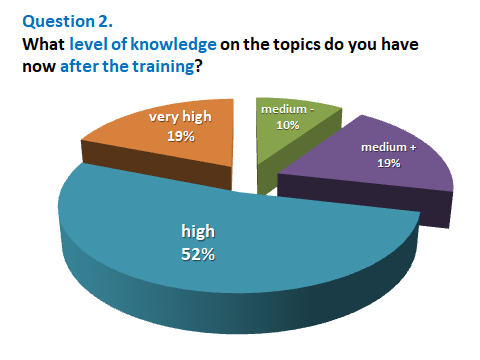 Question 2.
What level of knowledge on the topics do you have
now after the training?
medium -
10%
very high
19%
medium +
19%
high
52%